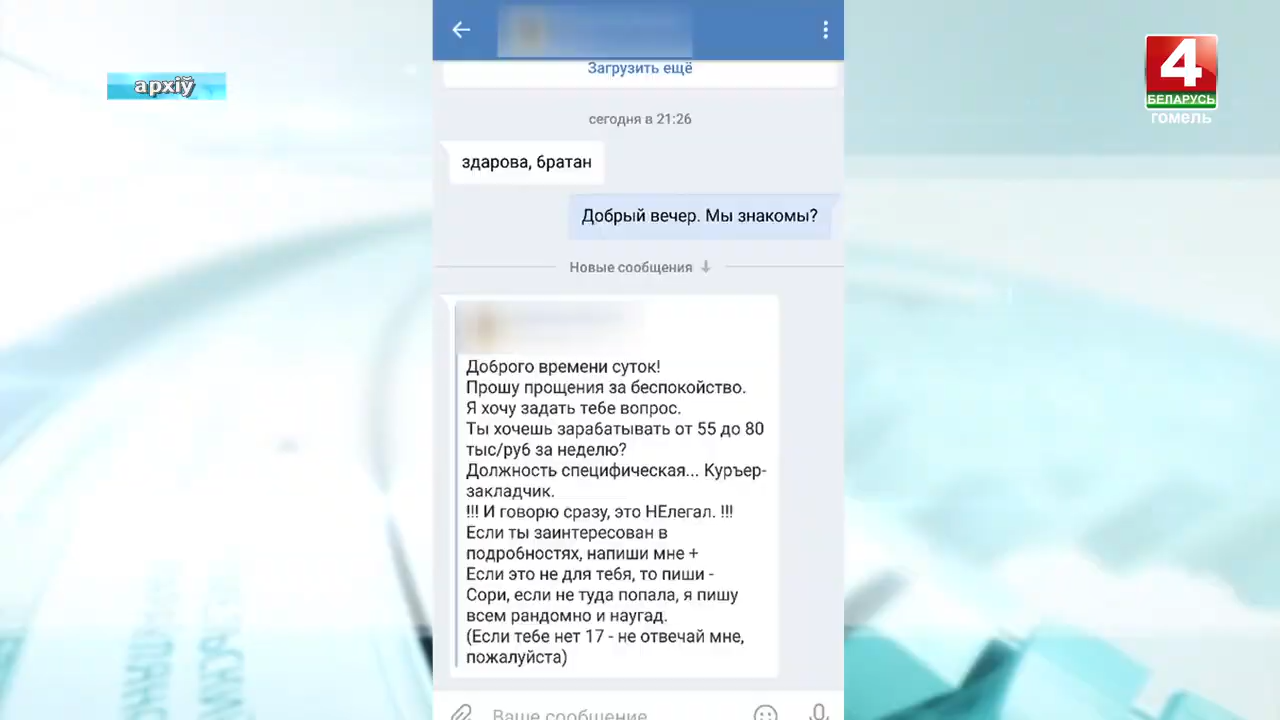 архіў
4
БЕЛАРУСЬ
гомель
Загрузить ещё
сегодня в 21:26
здарова, братан
Добрый вечер. Мы знакомы?
Новые сообщения
Доброго времени суток!
Прошу прощения за беспокойство.
Я хочу задать тебе вопрос.
Ты хочешь зарабатывать от 55 до 80
тыс/руб за неделю?
Должность специфическая... Куръер-
закладчик.
!!! И говорю сразу, это НЕлегал. !!!
Если ты заинтересован в
подробностях, напиши мне +
Если это не для тебя, то пиши -
Сори, если не туда попала, я пишу
всем рандомно и наугад.
(Если тебе нет 17 - не отвечай мне,
пожалуйста)
Ваше сообщение